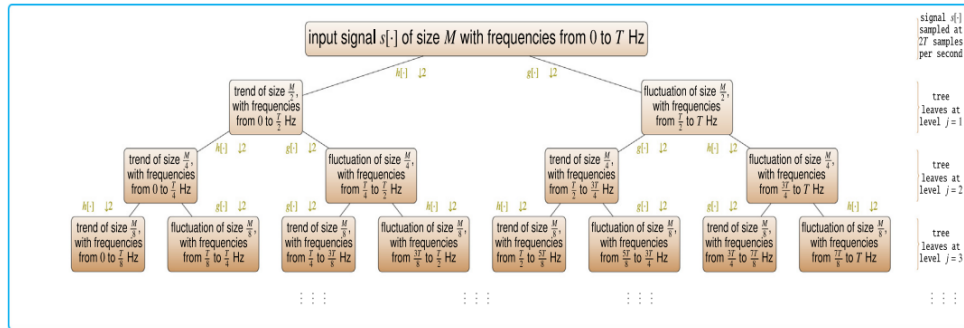 input signal s[·] of size M with frequencies from 0 to T Hz
signal s[·]
sampled at
2T samples
per second
h[·] ↓2
g[·] ↓2
trend of size M/2,
with frequencies
from 0 to T/2 Hz
fluctuation of size M/2,
with frequencies
from T/2 to T Hz
tree
leaves at
level j = 1
h[·] ↓2
g[·] ↓2
g[·] ↓2
h[·] ↓2
trend of size M/4,
with frequencies
from 0 to T/4 Hz
fluctuation of size M/4,
with frequencies
from T/4 to T/2 Hz
trend of size M/4,
with frequencies
from T/2 to 3T/4 Hz
fluctuation of size M/4,
with frequencies
from 3T/4 to T Hz
tree
leaves at
level j = 2
h[·] ↓2
g[·] ↓2
g[·] ↓2
h[·] ↓2
h[·] ↓2
g[·] ↓2
g[·] ↓2
h[·] ↓2
trend of size M/8,
with frequencies
from 0 to T/8 Hz
fluctuation of size M/8,
with frequencies
from T/8 to T/4 Hz
trend of size M/8,
with frequencies
from T/4 to 3T/8 Hz
fluctuation of size M/8,
with frequencies
from 3T/8 to T/2 Hz
trend of size M/8,
with frequencies
from T/2 to 5T/8 Hz
fluctuation of size M/8,
with frequencies
from 5T/8 to 3T/4 Hz
trend of size M/8,
with frequencies
from 3T/4 to 7T/8 Hz
fluctuation of size M/8,
with frequencies
from 7T/8 to T Hz
tree
leaves at
level j = 3